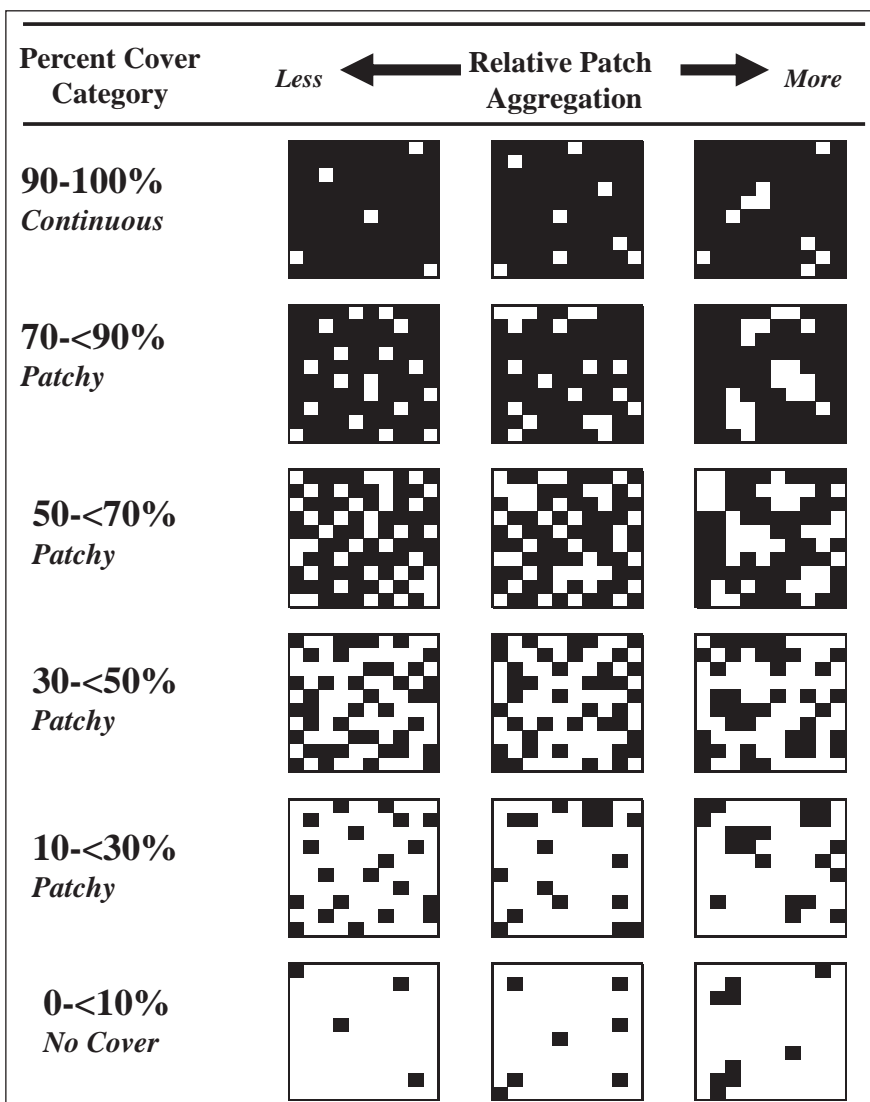 Percent Cover
Category
Less
Relative Patch
Aggregation
More
90-100%
Continuous
70-<90%
Patchy
50-<70%
Patchy
30-<50%
Patchy
10-<30%
Patchy
0-<10%
No Cover